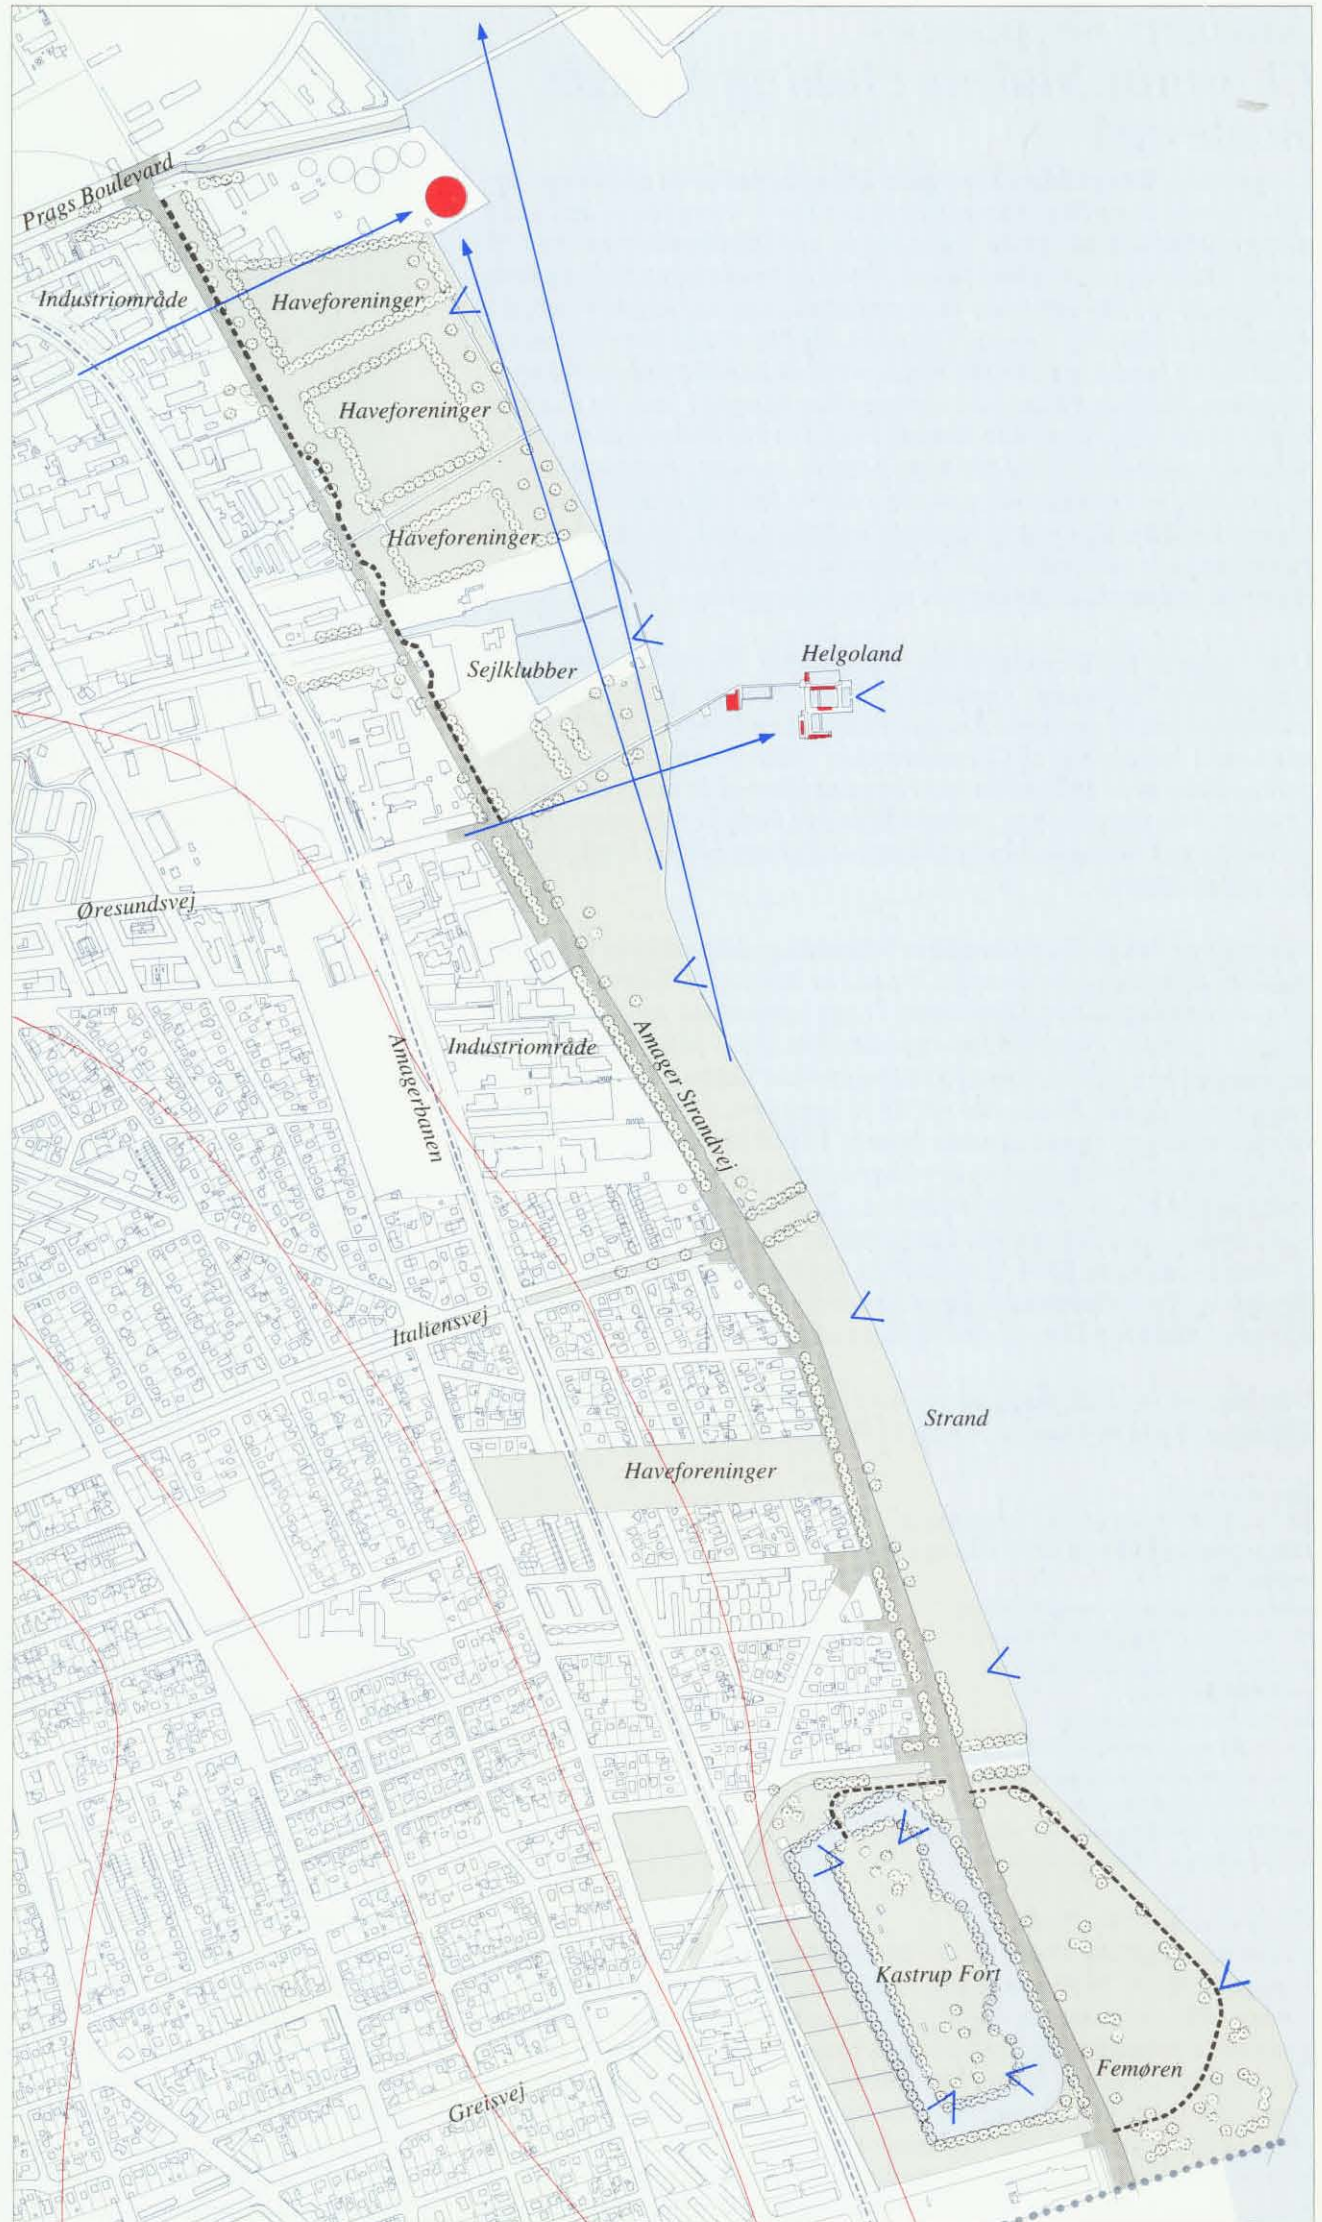 Prags Boulevard
Industriområde
Haveforeninger
Haveforeninger
Haveforeninger
Sejlklubber
Helgoland
Øresundsvej
Amagerbanen
Industriområde
Amager Strandvej
Italiensvej
Strand
Haveforeninger
Kastrup Fort
Femøren
Greisvej